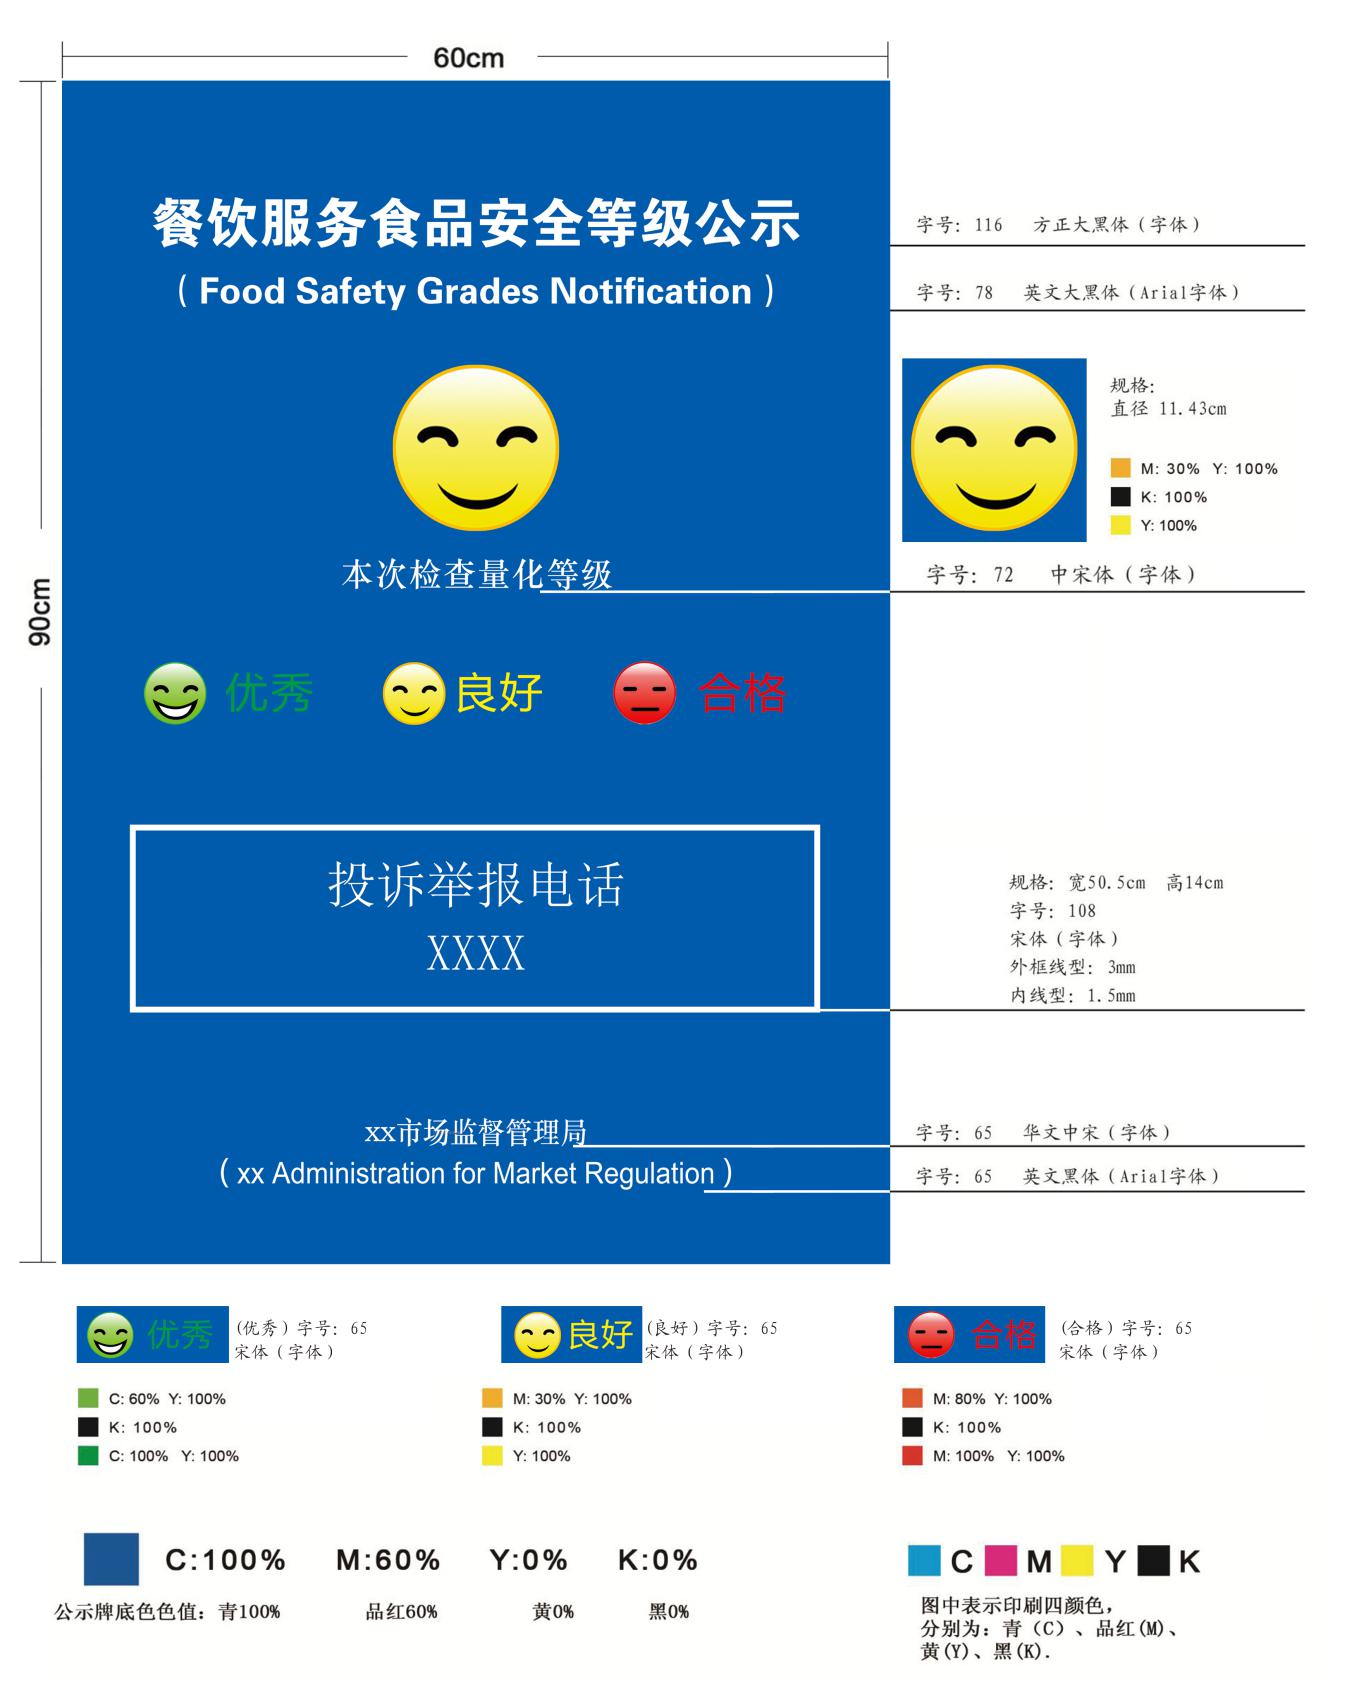 60cm
90cm
餐饮服务食品安全等级公示
（Food Safety Grades Notification）
字号：116 方正大黑体（字体）
字号：78 英文大黑体（Arial字体）
规格：
直径 11.43cm
M: 30% Y: 100%
K: 100%
Y: 100%
本次检查量化等级
字号：72 中宋体（字体）
优秀 良好 合格
投诉举报电话
XXXX
规格：宽50.5cm 高14cm
字号：108
宋体（字体）
外框线型：3mm
内线型：1.5mm
xx市场监督管理局
字号：65 华文中宋（字体）
（xx Administration for Market Regulation）
字号：65 英文黑体（Arial字体）
优秀
(优秀）字号：65
宋体（字体）
C: 60% Y: 100%
K: 100%
C: 100% Y: 100%
良好
(良好）字号：65
宋体（字体）
M: 30% Y: 100%
K: 100%
Y: 100%
合格
(合格）字号：65
宋体（字体）
M: 80% Y: 100%
K: 100%
M: 100% Y: 100%
C:100% M:60% Y:0% K:0%
公示牌底色色值：青100% 品红60% 黄0% 黑0%
C M Y K
图中表示印刷四颜色，
分别为：青（C）、品红(M)、
黄(Y)、黑(K).